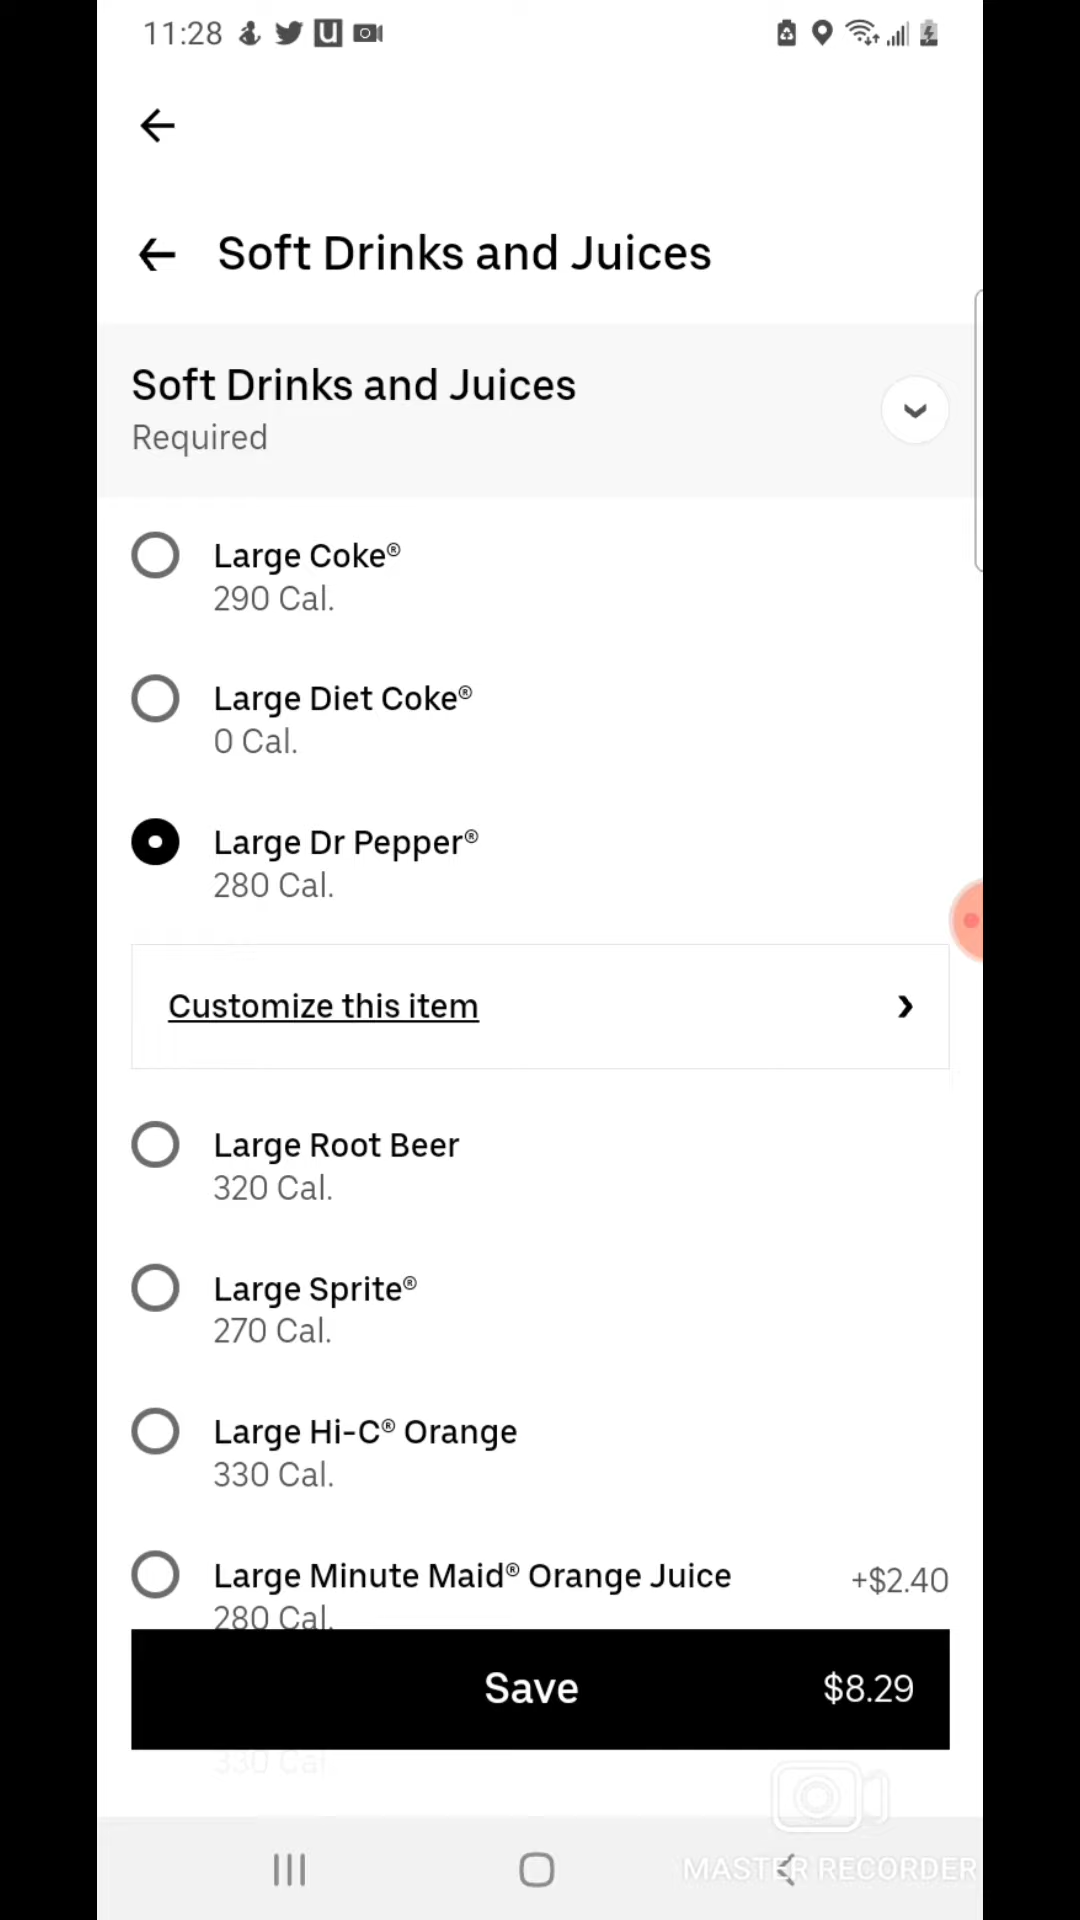 11:28
Soft Drinks and Juices
Soft Drinks and Juices
Required
Large Coke®
290 Cal.
Large Diet Coke®
0 Cal.
Large Dr Pepper®
280 Cal.
Customize this item
Large Root Beer
320 Cal.
Large Sprite®
270 Cal.
Large Hi-C® Orange
330 Cal.
Large Minute Maid® Orange Juice +$2.40
280 Cal.
Save $8.29
330 Cal
MASTER RECORDER